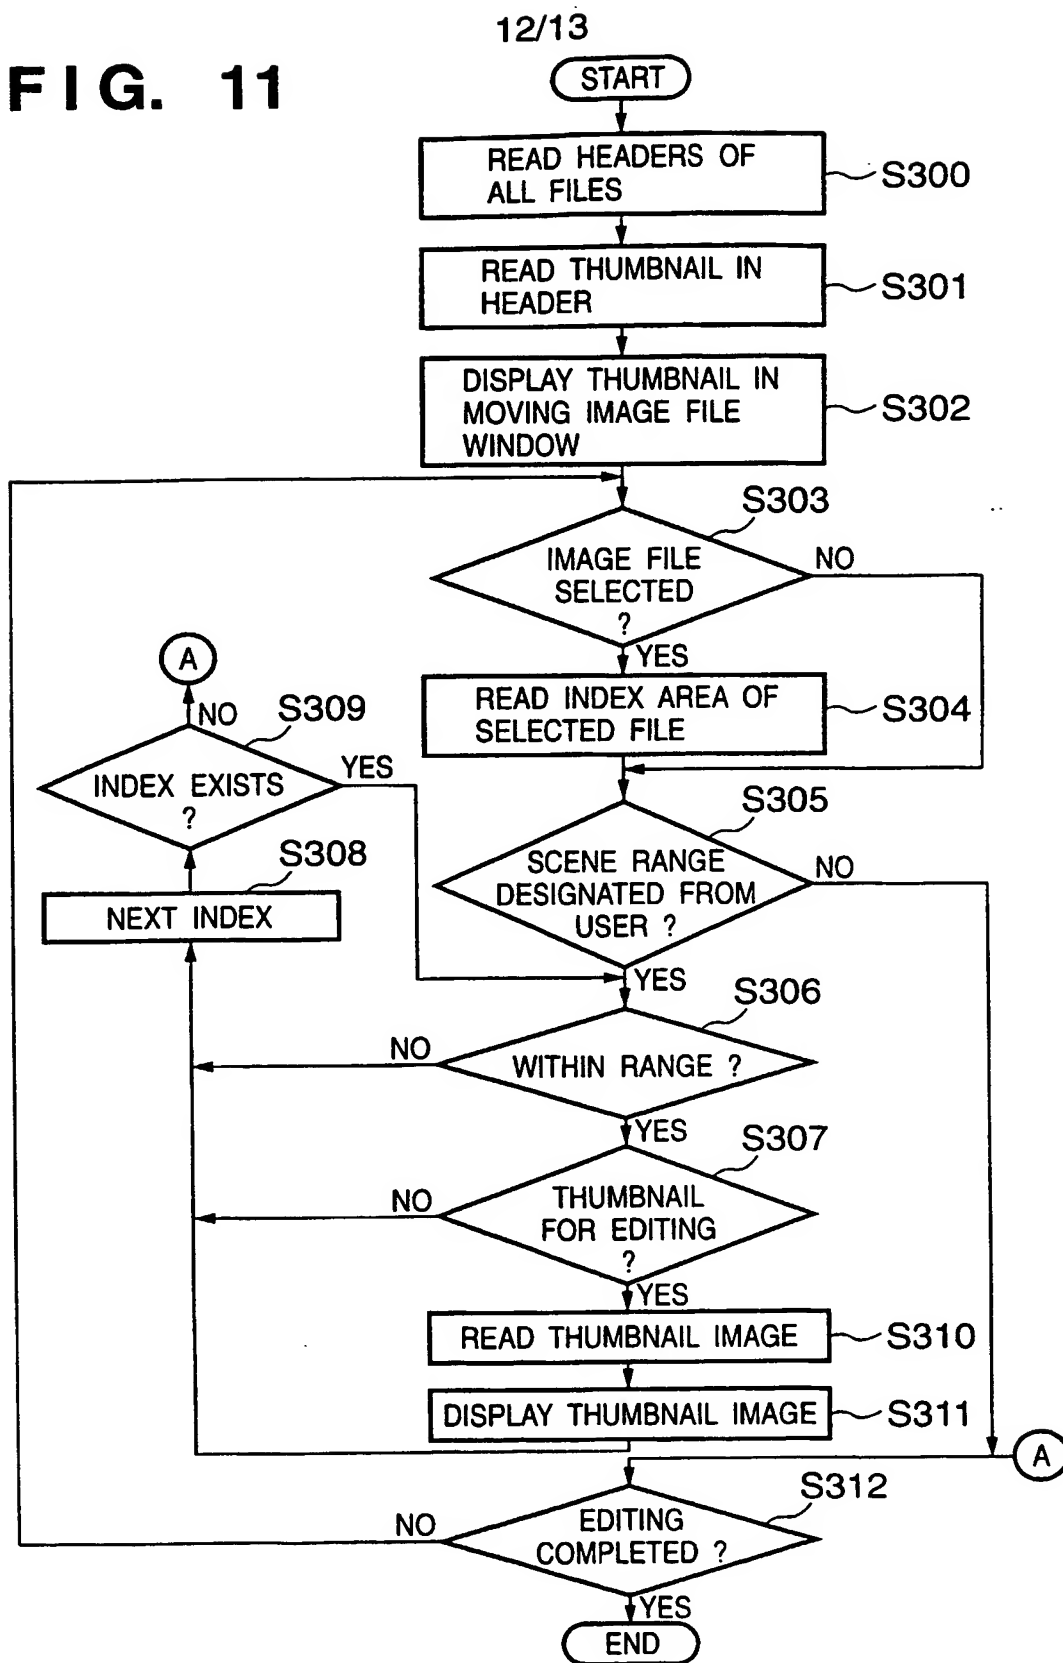 12/13
FIG. 11
START
READ HEADERS OF
ALL FILES
S300
READ THUMBNAIL IN
HEADER
S301
DISPLAY THUMBNAIL IN
MOVING IMAGE FILE
WINDOW
S302
S303
IMAGE FILE
SELECTED
?
NO
YES
READ INDEX AREA OF
SELECTED FILE
S304
A
NO
S309
INDEX EXISTS
?
YES
S308
NEXT INDEX
S305
SCENE RANGE
DESIGNATED FROM
USER ?
NO
YES
S306
WITHIN RANGE ?
NO
YES
S307
THUMBNAIL
FOR EDITING
?
NO
YES
READ THUMBNAIL IMAGE
S310
DISPLAY THUMBNAIL IMAGE
S311
A
S312
EDITING
COMPLETED ?
NO
YES
END